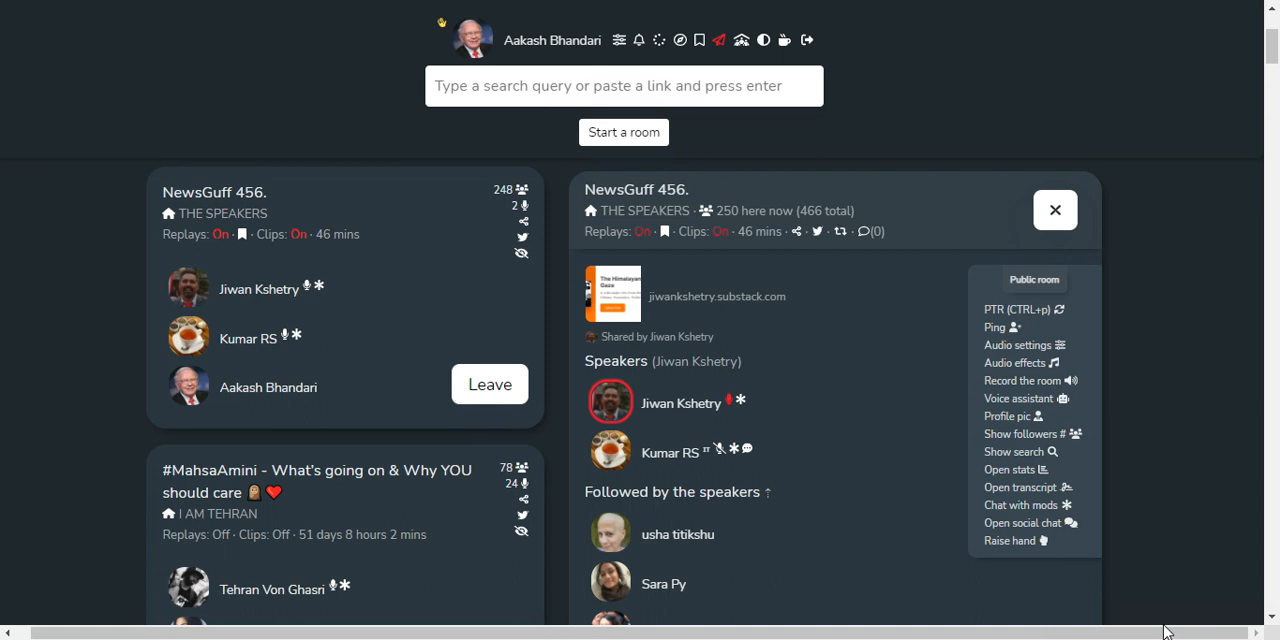 Aakash Bhandari
Type a search query or paste a link and press enter
Start a room
NewsGuff 456.
248
THE SPEAKERS
2
Replays: On · Clips: On · 46 mins
Jiwan Kshetry
Kumar RS
Aakash Bhandari
Leave
#MahsaAmini - What's going on & Why YOU
should care
78
24
I AM TEHRAN
Replays: Off · Clips: Off · 51 days 8 hours 2 mins
Tehran Von Ghasri
NewsGuff 456.
THE SPEAKERS · 250 here now (466 total)
Replays: On · Clips: On · 46 mins · (0)
The Himalayan
Gaze
jiwankshetry.substack.com
Shared by Jiwan Kshetry
Speakers (Jiwan Kshetry)
Jiwan Kshetry
Kumar RS
Followed by the speakers ↑
usha titikshu
Sara Py
Public room
PTR (CTRL+p)
Ping
Audio settings
Audio effects
Record the room
Voice assistant
Profile pic
Show followers #
Show search
Open stats
Open transcript
Chat with mods
Open social chat
Raise hand